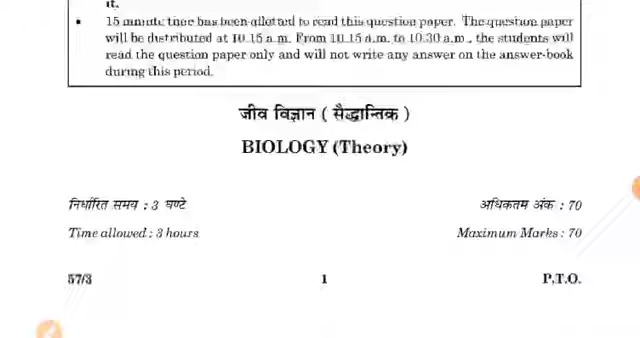 it.
• 15 minute time has been allotted to read this question paper. The question paper
will be distributed at 10.15 a.m. From 10.15 a.m. to 10.30 a.m., the students will
read the question paper only and will not write any answer on the answer-book
during this period.
जीव विज्ञान ( सैद्धान्तिक )
BIOLOGY (Theory)
निर्धारित समय : 3 घण्टे अधिकतम अंक : 70
Time allowed : 3 hours Maximum Marks : 70
57/3 1 P.T.O.